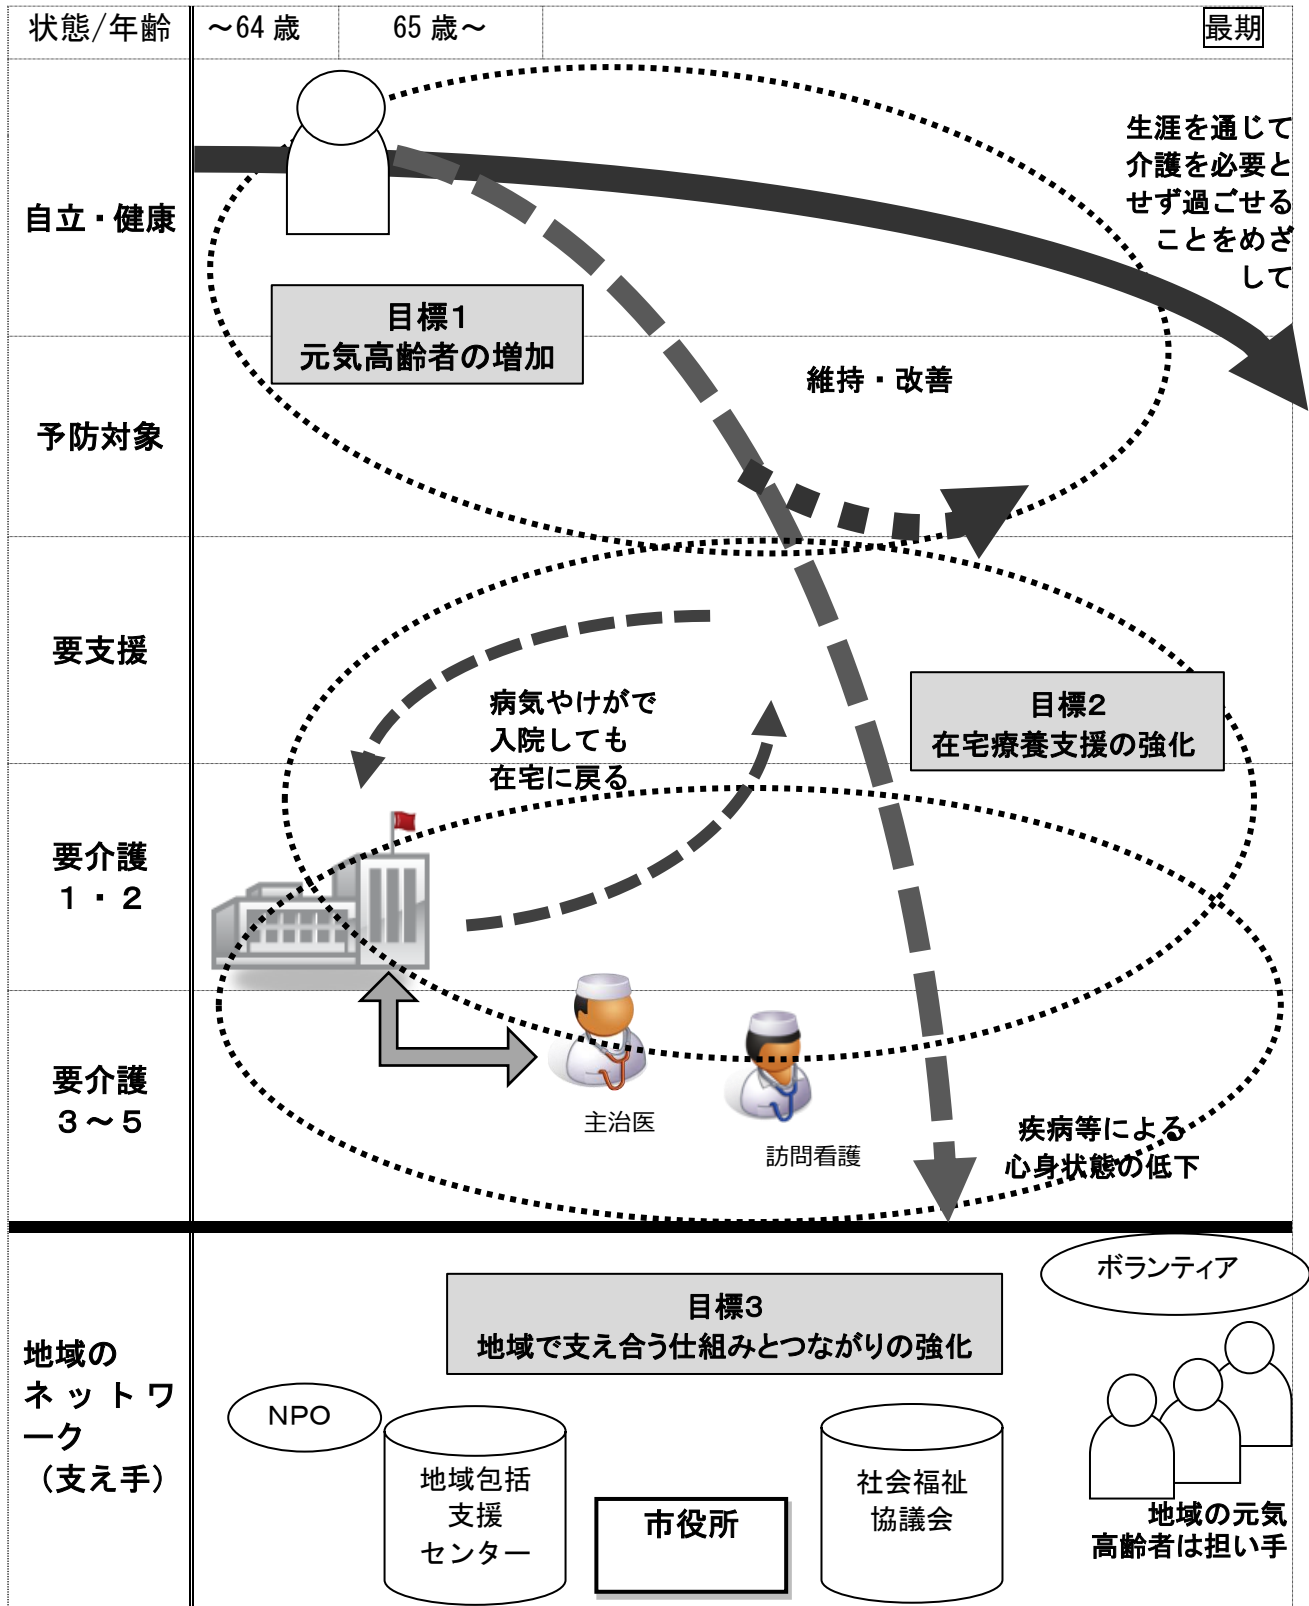 状態/年齢
～64 歳
65 歳～
最期
自立・健康
生涯を通じて
介護を必要と
せず過ごせる
ことをめざ
して
目標１
元気高齢者の増加
維持・改善
予防対象
要支援
病気やけがで
入院しても
在宅に戻る
目標２
在宅療養支援の強化
要介護
１・２
要介護
３～５
主治医
訪問看護
疾病等による
心身状態の低下
地域の
ネットワ
ーク
（支え手）
目標３
地域で支え合う仕組みとつながりの強化
ボランティア
NPO
地域包括
支援
センター
市役所
社会福祉
協議会
地域の元気
高齢者は担い手